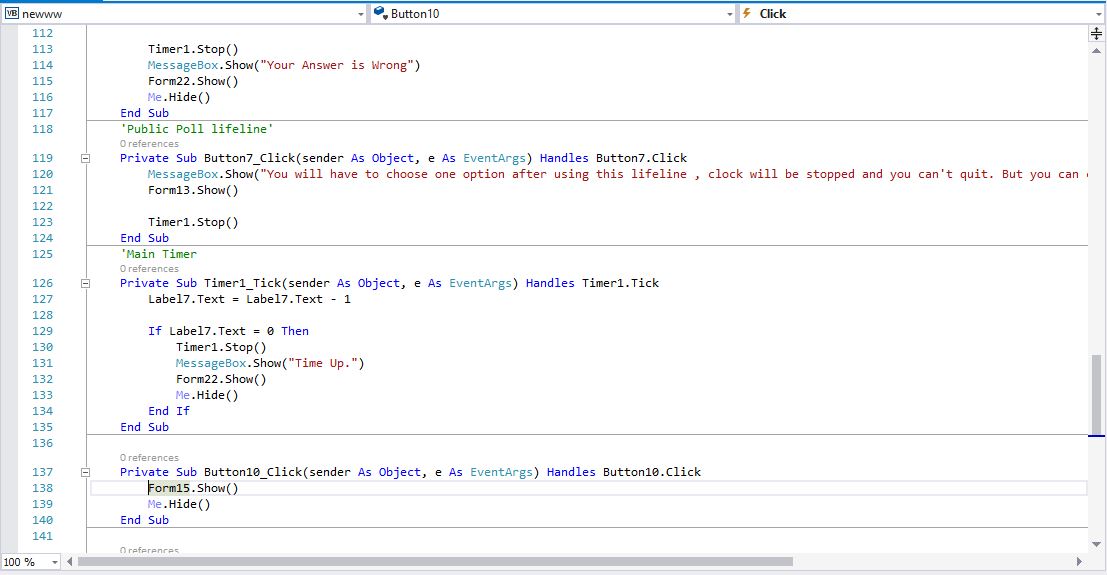 VB newww Button10 Click
112
113 Timer1.Stop()
114 MessageBox.Show("Your Answer is Wrong")
115 Form22.Show()
116 Me.Hide()
117 End Sub
118 'Public Poll lifeline'
0 references
119 Private Sub Button7_Click(sender As Object, e As EventArgs) Handles Button7.Click
120 MessageBox.Show("You will have to choose one option after using this lifeline , clock will be stopped and you can't quit. But you can
121 Form13.Show()
122
123 Timer1.Stop()
124 End Sub
125 'Main Timer
0 references
126 Private Sub Timer1_Tick(sender As Object, e As EventArgs) Handles Timer1.Tick
127 Label7.Text = Label7.Text - 1
128
129 If Label7.Text = 0 Then
130 Timer1.Stop()
131 MessageBox.Show("Time Up.")
132 Form22.Show()
133 Me.Hide()
134 End If
135 End Sub
136
0 references
137 Private Sub Button10_Click(sender As Object, e As EventArgs) Handles Button10.Click
138 Form15.Show()
139 Me.Hide()
140 End Sub
141
0 references
100 %